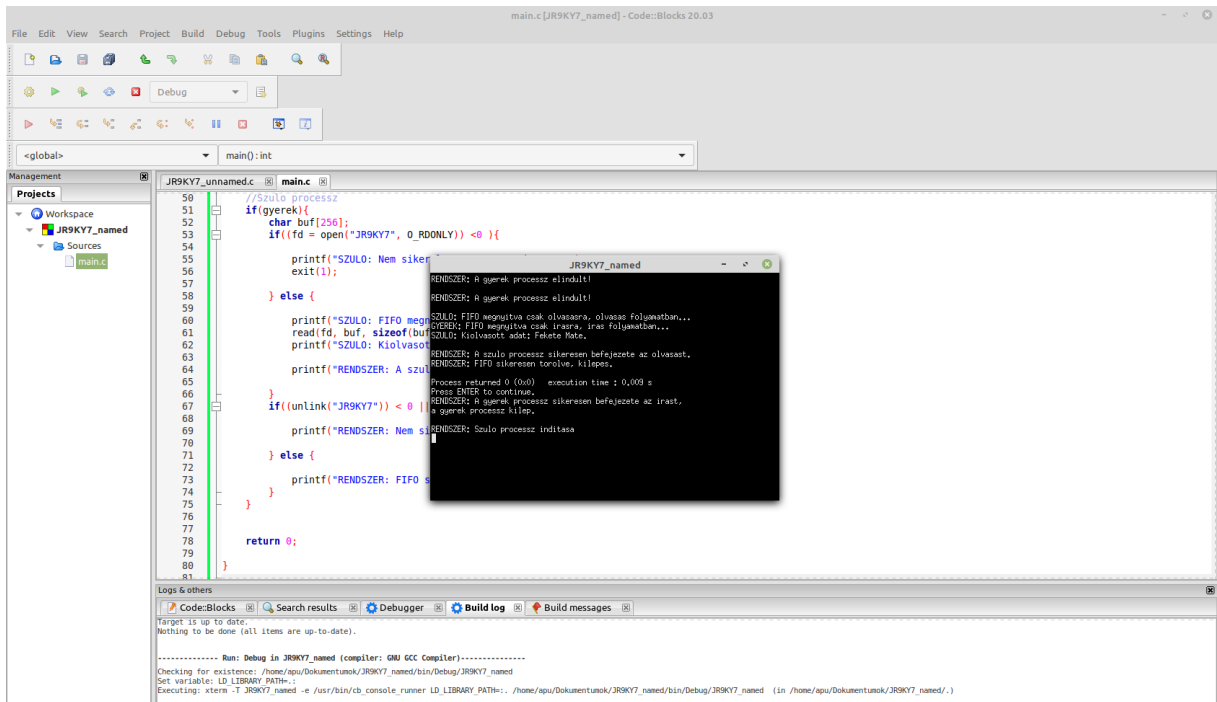 main.c [JR9KY7_named] - Code::Blocks 20.03
File Edit View Search Project Build Debug Tools Plugins Settings Help
Debug
<global>
main() : int
Management
Projects
Workspace
JR9KY7_named
Sources
main.c
JR9KY7_unnamed.c main.c
50 //Szulo processz
51 if(gyerek){
52 char buf[256];
53 if((fd = open("JR9KY7", O_RDONLY)) <0 ){
54
55 printf("SZULO: Nem siker
56 exit(1);
57
58 } else {
59
60 printf("SZULO: FIFO megn
61 read(fd, buf, sizeof(buf
62 printf("SZULO: Kiolvasot
63
64 printf("RENDSZER: A szul
65
66 }
67 if((unlink("JR9KY7")) < 0 ||
68
69 printf("RENDSZER: Nem si
70
71 } else {
72
73 printf("RENDSZER: FIFO s
74 }
75 }
76
77
78 return 0;
79
80 }
81
JR9KY7_named
RENDSZER: A gyerek processz elindult!
RENDSZER: A gyerek processz elindult!
SZULO: FIFO megnyitva csak olvasasra, olvasas folyamatban...
GYEREK: FIFO megnyitva csak irasra, iras folyamatban...
SZULO: Kiolvasott adat: Fekete Mate.
RENDSZER: A szulo processz sikeresen befejezete az olvasast.
RENDSZER: FIFO sikeresen torolve, kilepes.
Process returned 0 (0x0) execution time : 0.009 s
Press ENTER to continue.
RENDSZER: A gyerek processz sikeresen befejezete az irast,
a gyerek processz kilep.
RENDSZER: Szulo processz inditasa
Logs & others
Code::Blocks Search results Debugger Build log Build messages
Target is up to date.
Nothing to be done (all items are up-to-date).
-------------- Run: Debug in JR9KY7_named (compiler: GNU GCC Compiler)---------------
Checking for existence: /home/apu/Dokumentumok/JR9KY7_named/bin/Debug/JR9KY7_named
Set variable: LD_LIBRARY_PATH=.:
Executing: xterm -T JR9KY7_named -e /usr/bin/cb_console_runner LD_LIBRARY_PATH=:. /home/apu/Dokumentumok/JR9KY7_named/bin/Debug/JR9KY7_named (in /home/apu/Dokumentumok/JR9KY7_named/.)